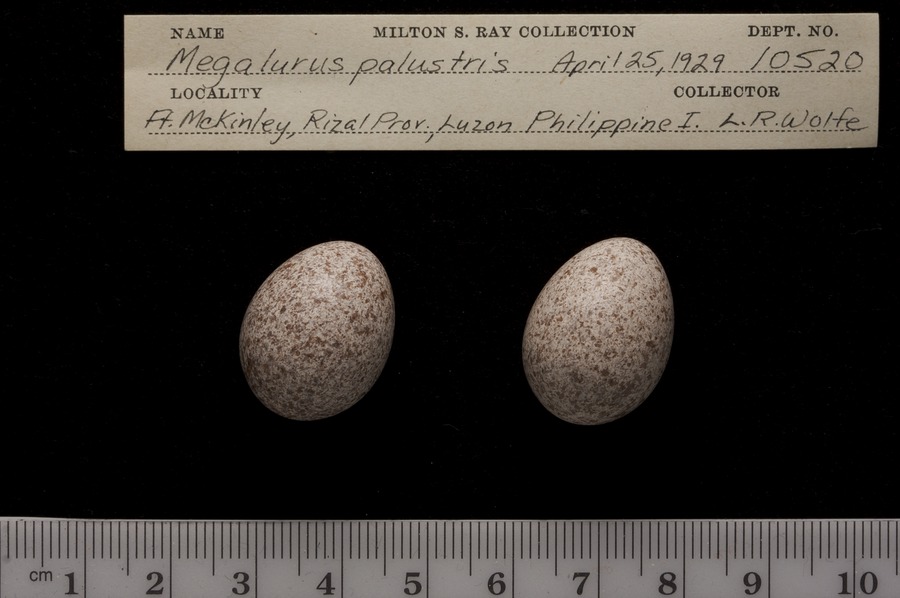 NAME MILTON S. RAY COLLECTION DEPT. NO.
Megalurus palustris April 25, 1929 10520
LOCALITY COLLECTOR
Ft. McKinley, Rizal Prov., Luzon Philippine I. L.R. Wolfe
cm 1 2 3 4 5 6 7 8 9 10